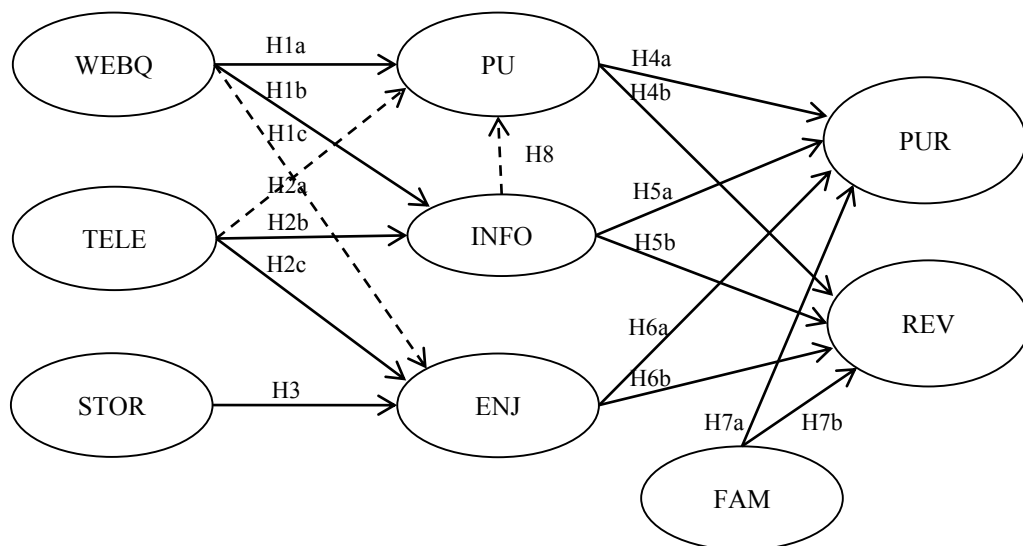 H1a
H4a
WEBQ
PU
H1b
H4b
H1c
PUR
H8
H2a
H5a
H2b
TELE
INFO
H5b
H2c
H6a
REV
H6b
H3
STOR
ENJ
H7a
H7b
FAM